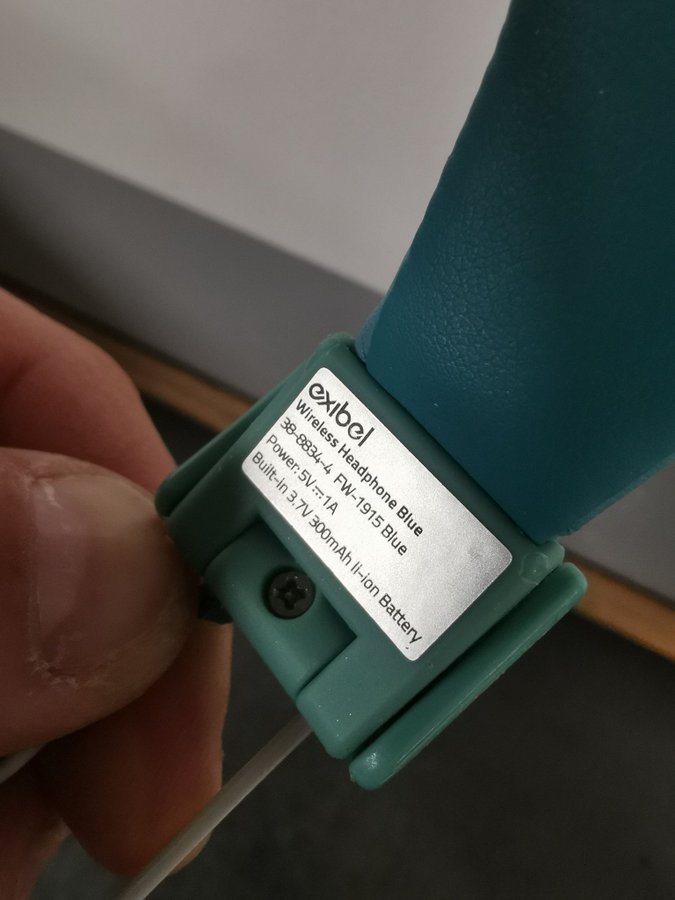 exibel
Wireless Headphone Blue
38-8834-4 FW-1915 Blue
Power: 5V⎓1A
Built-in 3.7V 300mAh li-ion Battery